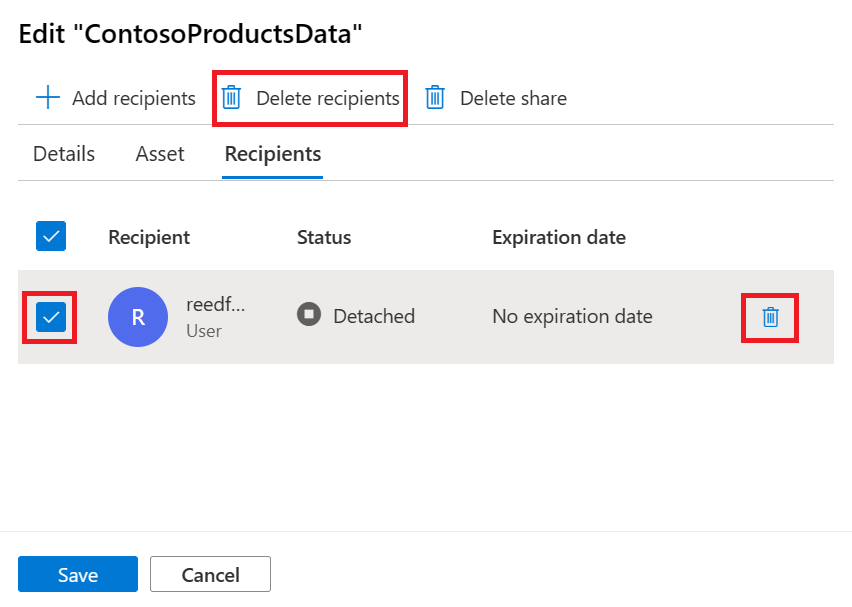 Edit "ContosoProductsData"
Add recipients Delete recipients Delete share
Details Asset Recipients
Recipient Status Expiration date
R reedf... Detached No expiration date
User
Save Cancel